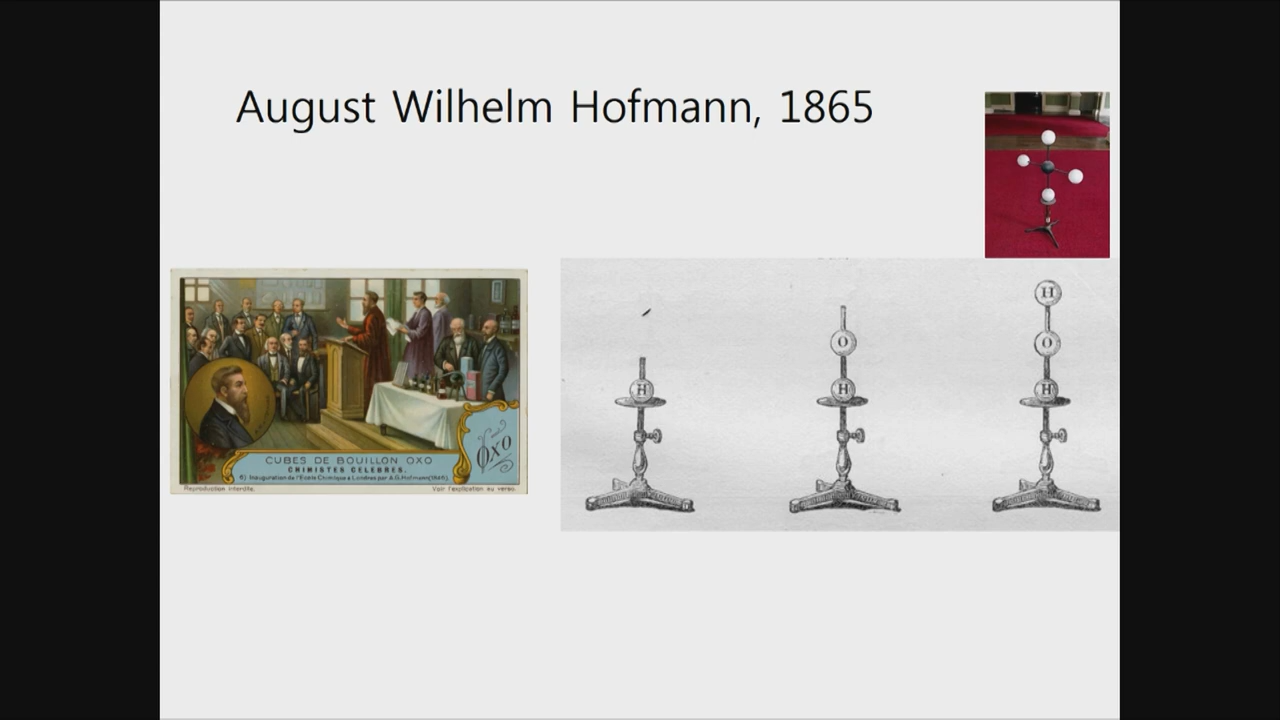 August Wilhelm Hofmann, 1865
CUBES DE BOUILLON OXO
CHIMISTES CELEBRES.
6) Inauguration de l'Ecole Chimique a Londres par A.G.Hofmann(1845).
Reproduction interdite.
Voir l'explication au verso.
OXO
H
O
H
H
O
H